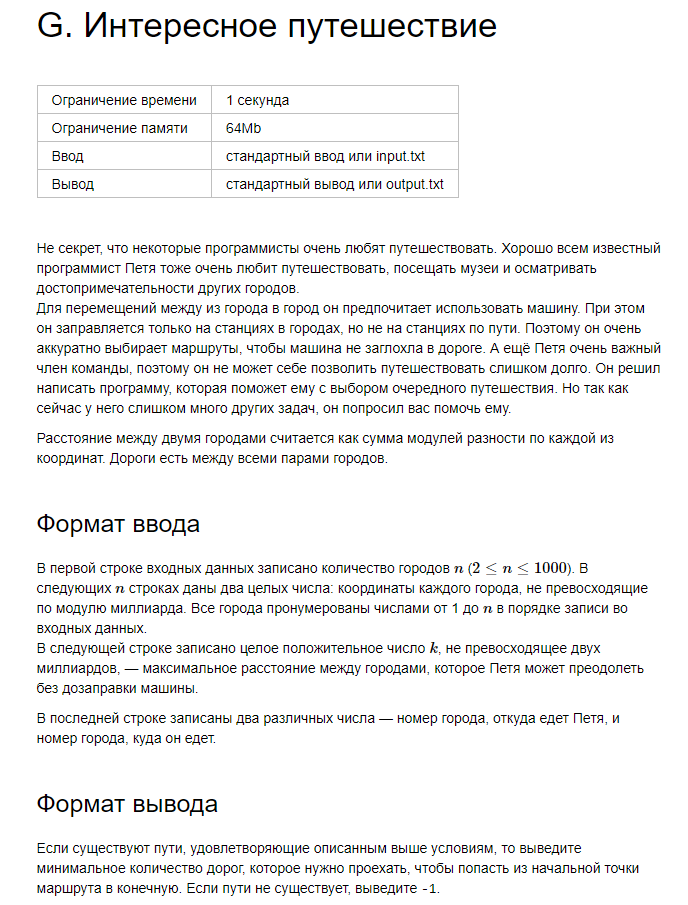 G. Интересное путешествие
Ограничение времени 1 секунда
Ограничение памяти 64Mb
Ввод стандартный ввод или input.txt
Вывод стандартный вывод или output.txt
Не секрет, что некоторые программисты очень любят путешествовать. Хорошо всем известный
программист Петя тоже очень любит путешествовать, посещать музеи и осматривать
достопримечательности других городов.
Для перемещений между из города в город он предпочитает использовать машину. При этом
он заправляется только на станциях в городах, но не на станциях по пути. Поэтому он очень
аккуратно выбирает маршруты, чтобы машина не заглохла в дороге. А ещё Петя очень важный
член команды, поэтому он не может себе позволить путешествовать слишком долго. Он решил
написать программу, которая поможет ему с выбором очередного путешествия. Но так как
сейчас у него слишком много других задач, он попросил вас помочь ему.
Расстояние между двумя городами считается как сумма модулей разности по каждой из
координат. Дороги есть между всеми парами городов.
Формат ввода
В первой строке входных данных записано количество городов n (2 ≤ n ≤ 1000). В
следующих n строках даны два целых числа: координаты каждого города, не превосходящие
по модулю миллиарда. Все города пронумерованы числами от 1 до n в порядке записи во
входных данных.
В следующей строке записано целое положительное число k, не превосходящее двух
миллиардов, — максимальное расстояние между городами, которое Петя может преодолеть
без дозаправки машины.
В последней строке записаны два различных числа — номер города, откуда едет Петя, и
номер города, куда он едет.
Формат вывода
Если существуют пути, удовлетворяющие описанным выше условиям, то выведите
минимальное количество дорог, которое нужно проехать, чтобы попасть из начальной точки
маршрута в конечную. Если пути не существует, выведите -1.